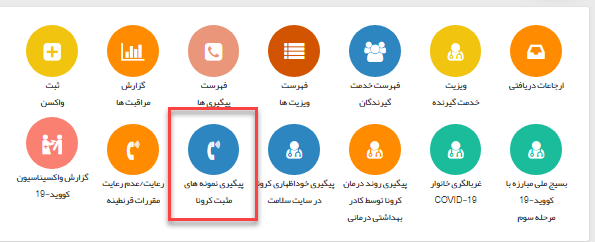 ارجاعات دریافتی
ویزیت
خدمت گیرنده
فهرست خدمت
گیرندگان
فهرست
ویزیت ها
فهرست
پیگیری ها
گزارش
مراقبت ها
ثبت
واکسن
بسیج ملی مبارزه با
کووید-19
مرحله سوم
غربالگری خانوار
COVID-19
پیگیری روند درمان
کرونا توسط کادر
بهداشتی درمانی
پیگیری خوداظهاری کرونا
در سایت سلامت
پیگیری نمونه های
مثبت کرونا
رعایت/عدم رعایت
مقررات قرنطینه
گزارش واکسیناسیون
کووید-19